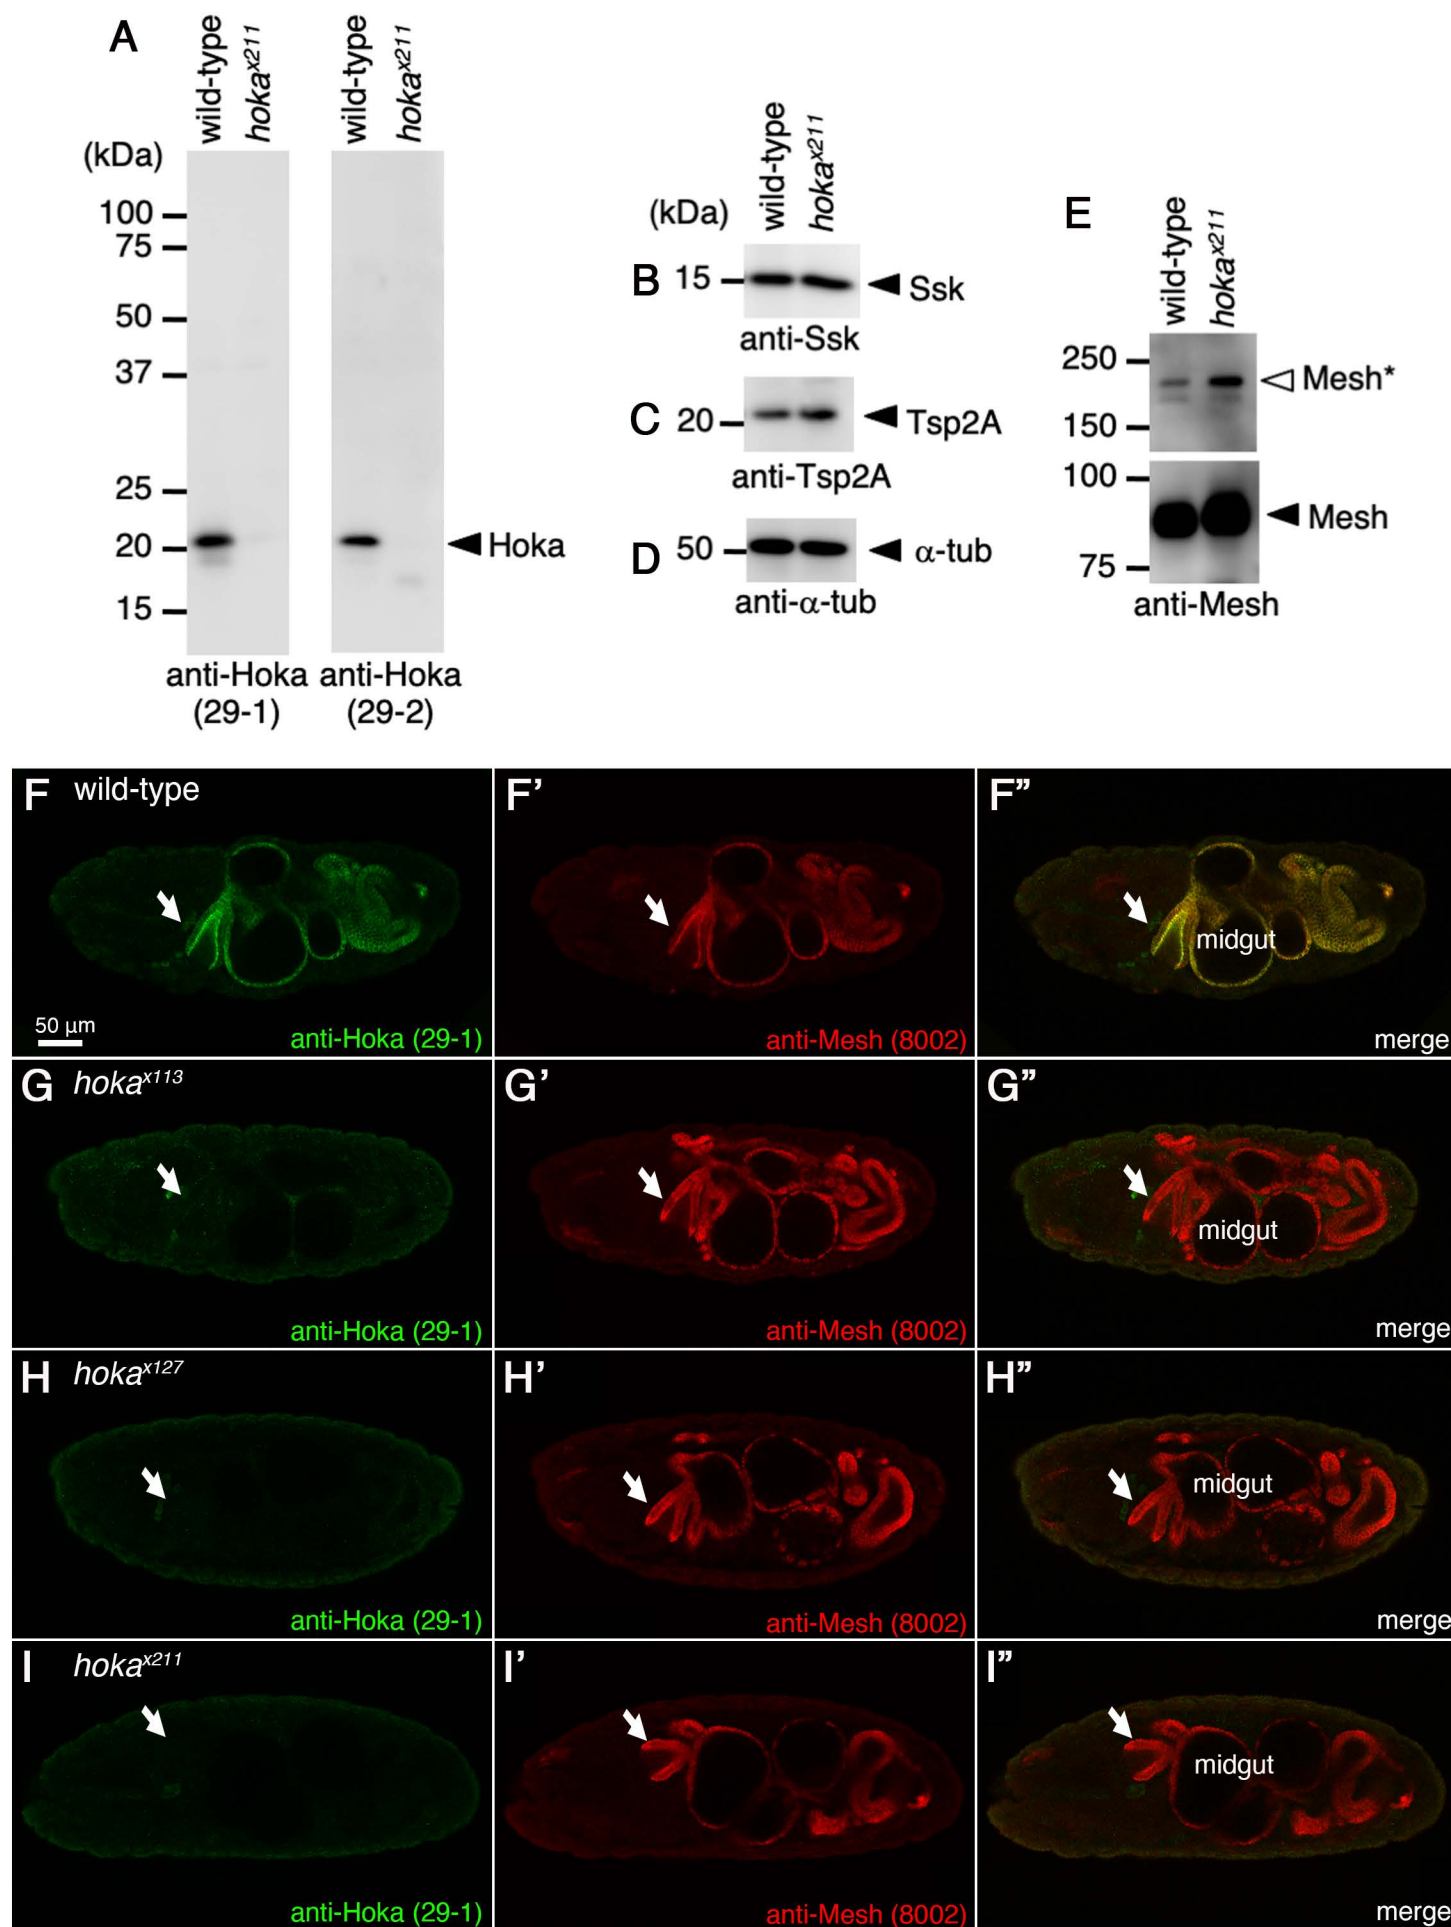 A
wild-type
hokaˣ²¹¹
wild-type
hokaˣ²¹¹
(kDa)
100
75
50
37
25
20
15
Hoka
anti-Hoka
(29-1)
anti-Hoka
(29-2)
wild-type
hokaˣ²¹¹
(kDa)
B
15
Ssk
anti-Ssk
C
20
Tsp2A
anti-Tsp2A
D
50
α-tub
anti-α-tub
E
wild-type
hokaˣ²¹¹
250
Mesh*
150
100
Mesh
75
anti-Mesh
F wild-type
50 µm
anti-Hoka (29-1)
F’
anti-Mesh (8002)
F”
midgut
merge
G hokaˣ¹¹³
anti-Hoka (29-1)
G’
anti-Mesh (8002)
G”
midgut
merge
H hokaˣ¹²⁷
anti-Hoka (29-1)
H’
anti-Mesh (8002)
H”
midgut
merge
I hokaˣ²¹¹
anti-Hoka (29-1)
I’
anti-Mesh (8002)
I”
midgut
merge